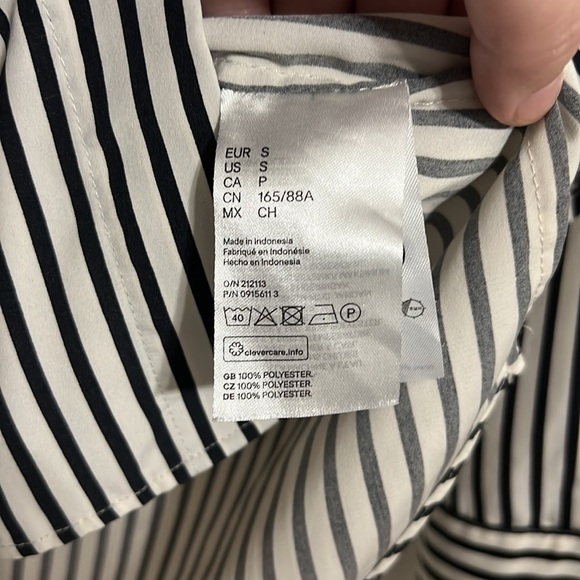 EUR S
US S
CA P
CN 165/88A
MX CH
Made in Indonesia
Fabriqué en Indonésie
Hecho en Indonesia
O/N 212113
P/N 0915611 3
40 P
clevercare.info
GB 100% POLYESTER.
CZ 100% POLYESTER.
DE 100% POLYESTER.